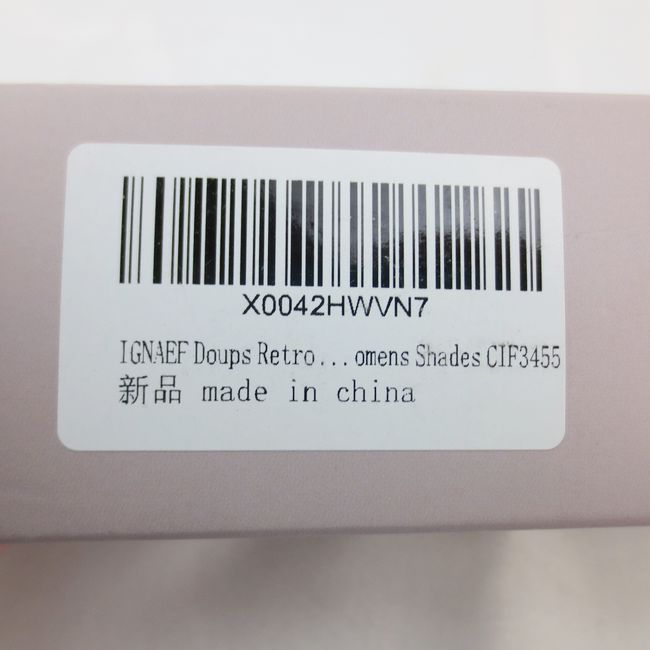 X0042HWVN7
IGNAEF Doups Retro...omens Shades CIF3455
新品 made in china